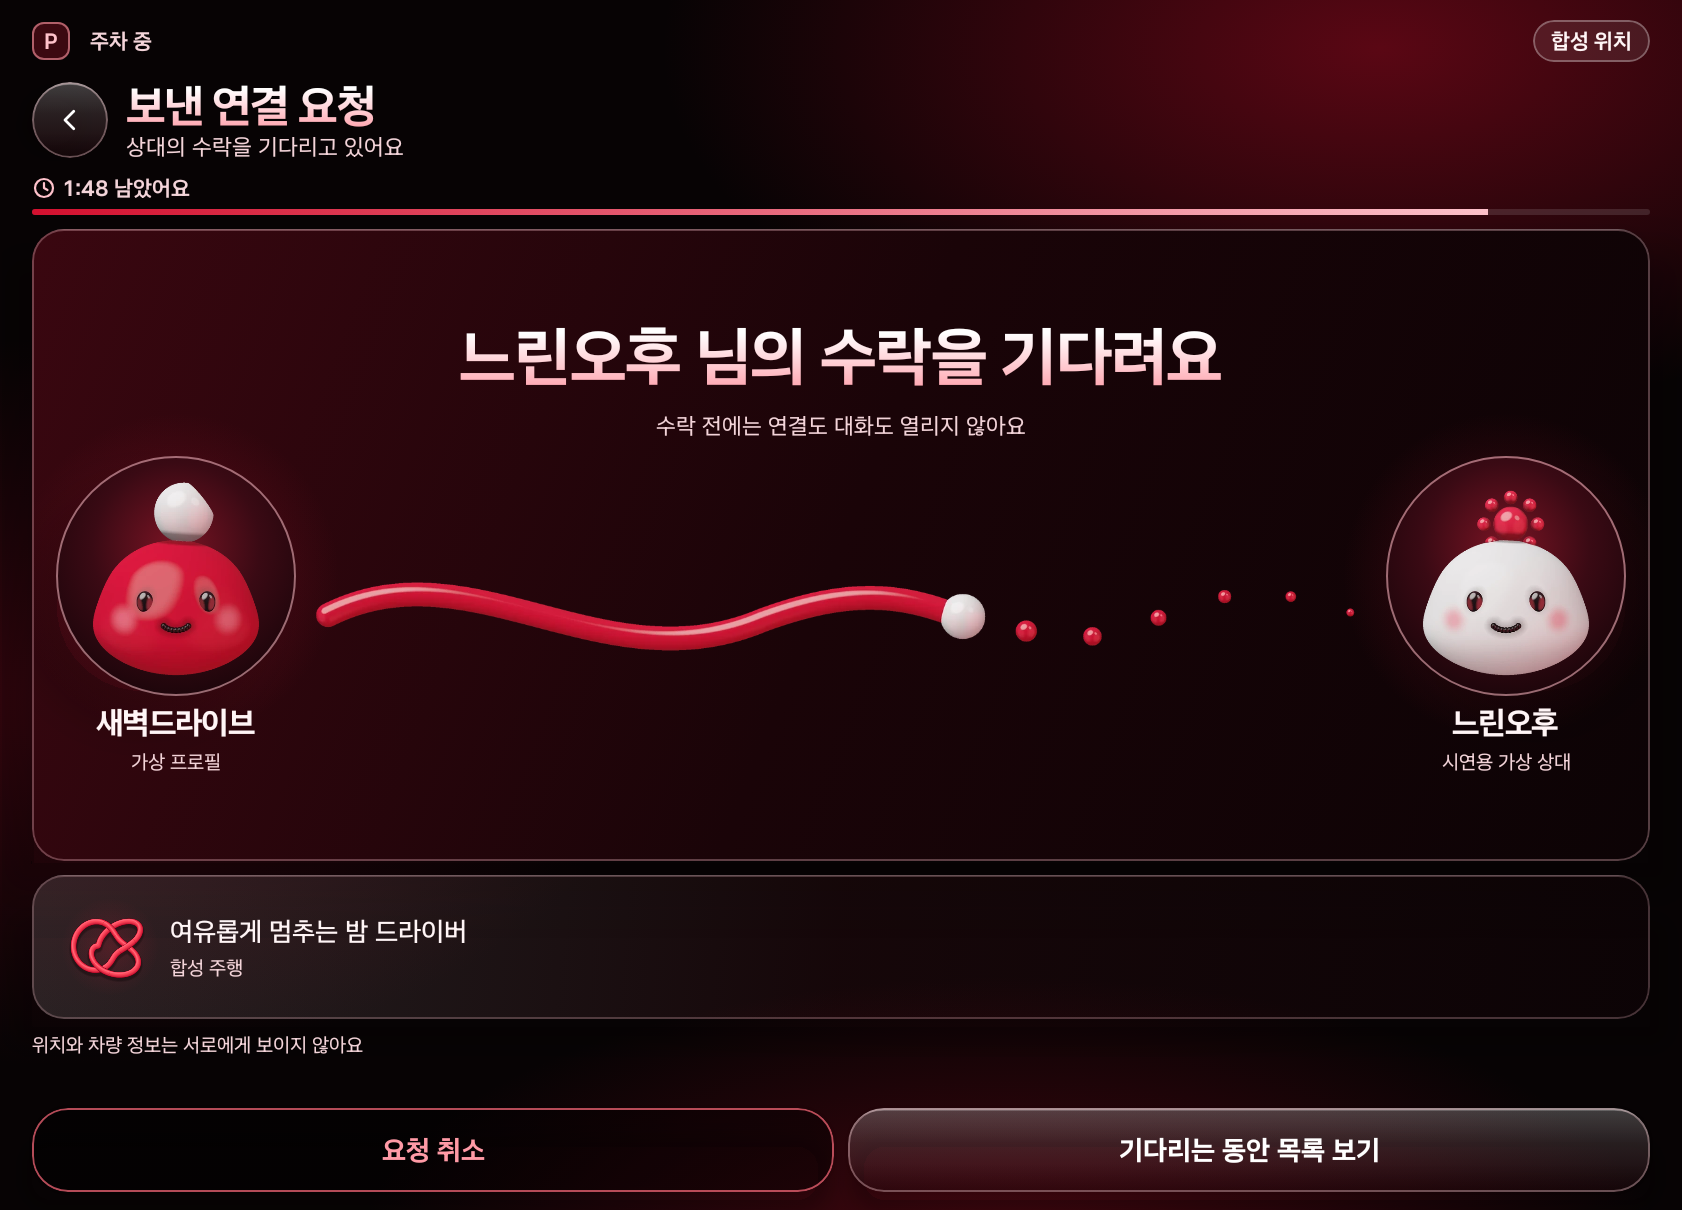 P 주차 중
합성 위치
보낸 연결 요청
상대의 수락을 기다리고 있어요
1:48 남았어요
느린오후 님의 수락을 기다려요
수락 전에는 연결도 대화도 열리지 않아요
새벽드라이브
가상 프로필
느린오후
시연용 가상 상대
여유롭게 멈추는 밤 드라이버
합성 주행
위치와 차량 정보는 서로에게 보이지 않아요
요청 취소
기다리는 동안 목록 보기